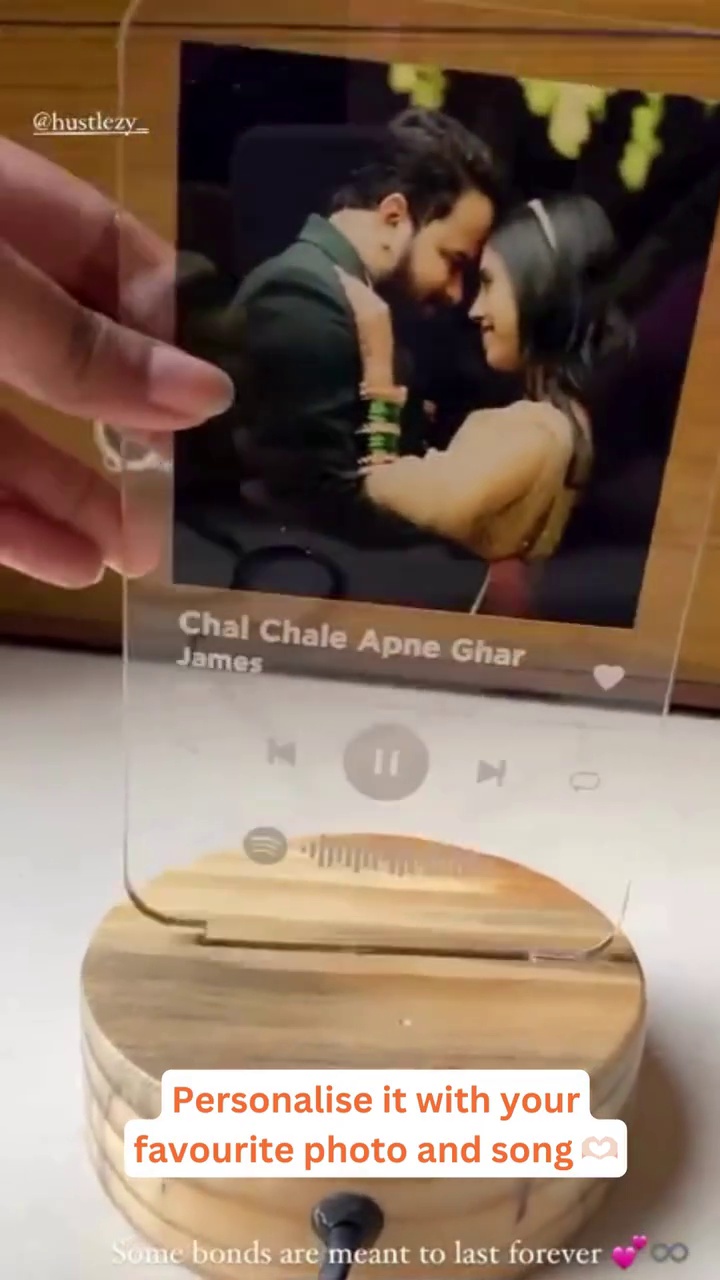 @hustlezy_
Chal Chale Apne Ghar
James
Personalise it with your
favourite photo and song 🫶🏻
Some bonds are meant to last forever 💕♾